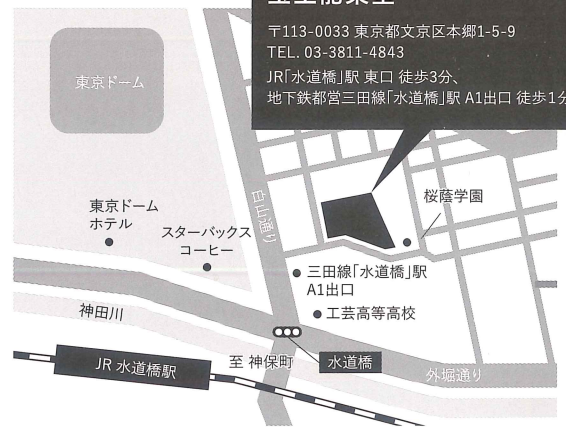 〒113-0033 東京都文京区本郷1-5-9
TEL. 03-3811-4843
JR「水道橋」駅 東口 徒歩3分、
地下鉄都営三田線「水道橋」駅 A1出口 徒歩1分
東京ドーム
白山通り
桜蔭学園
東京ドーム
ホテル
スターバックス
コーヒー
三田線「水道橋」駅
A1出口
工芸高等高校
神田川
JR 水道橋駅
至 神保町
水道橋
外堀通り